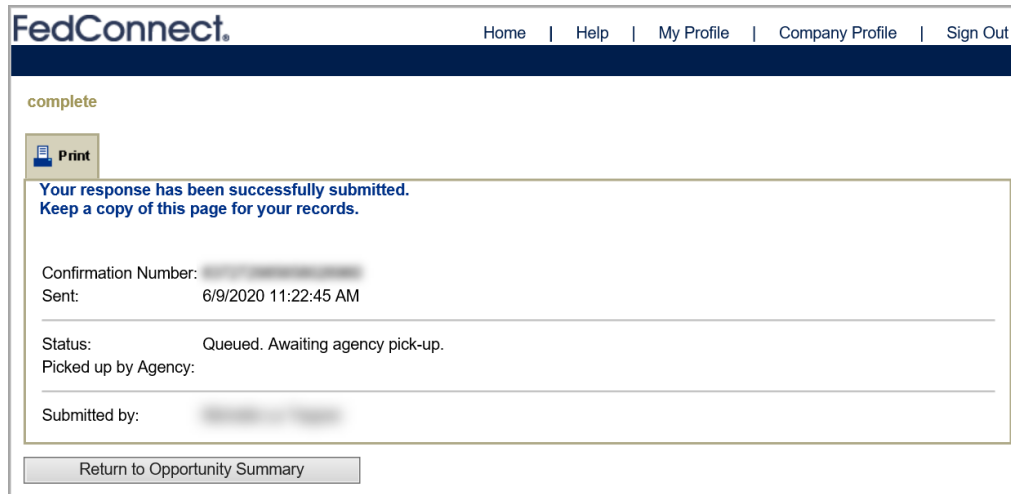 FedConnect®
Home | Help | My Profile | Company Profile | Sign Out
complete
Print
Your response has been successfully submitted.
Keep a copy of this page for your records.
Confirmation Number:
Sent: 6/9/2020 11:22:45 AM
Status: Queued. Awaiting agency pick-up.
Picked up by Agency:
Submitted by:
Return to Opportunity Summary